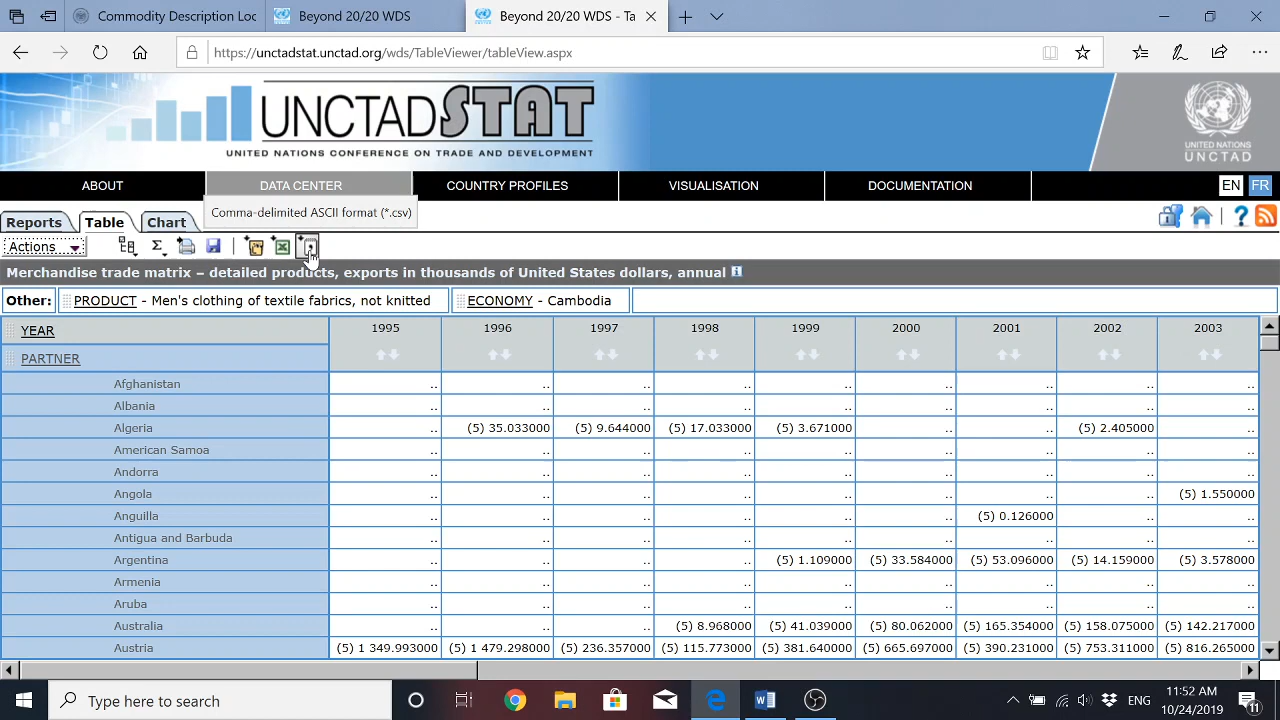 Commodity Description Loc
Beyond 20/20 WDS
Beyond 20/20 WDS - Ta
https://unctadstat.unctad.org/wds/TableViewer/tableView.aspx
UNCTADSTAT
UNITED NATIONS CONFERENCE ON TRADE AND DEVELOPMENT
UNITED NATIONS
UNCTAD
ABOUT
DATA CENTER
COUNTRY PROFILES
VISUALISATION
DOCUMENTATION
EN
FR
Comma-delimited ASCII format (*.csv)
Reports
Table
Chart
Actions
Merchandise trade matrix – detailed products, exports in thousands of United States dollars, annual
Other: PRODUCT - Men's clothing of textile fabrics, not knitted ECONOMY - Cambodia
YEAR 1995 1996 1997 1998 1999 2000 2001 2002 2003
PARTNER
Afghanistan .. .. .. .. .. .. .. .. ..
Albania .. .. .. .. .. .. .. .. ..
Algeria .. (5) 35.033000 (5) 9.644000 (5) 17.033000 (5) 3.671000 .. .. (5) 2.405000 ..
American Samoa .. .. .. .. .. .. .. .. ..
Andorra .. .. .. .. .. .. .. .. ..
Angola .. .. .. .. .. .. .. .. (5) 1.550000
Anguilla .. .. .. .. .. .. (5) 0.126000 .. ..
Antigua and Barbuda .. .. .. .. .. .. .. .. ..
Argentina .. .. .. .. (5) 1.109000 (5) 33.584000 (5) 53.096000 (5) 14.159000 (5) 3.578000
Armenia .. .. .. .. .. .. .. .. ..
Aruba .. .. .. .. .. .. .. .. ..
Australia .. .. .. (5) 8.968000 (5) 41.039000 (5) 80.062000 (5) 165.354000 (5) 158.075000 (5) 142.217000
Austria (5) 1 349.993000 (5) 1 479.298000 (5) 236.357000 (5) 115.773000 (5) 381.640000 (5) 665.697000 (5) 390.231000 (5) 753.311000 (5) 816.265000
Type here to search
ENG
11:52 AM
10/24/2019
11